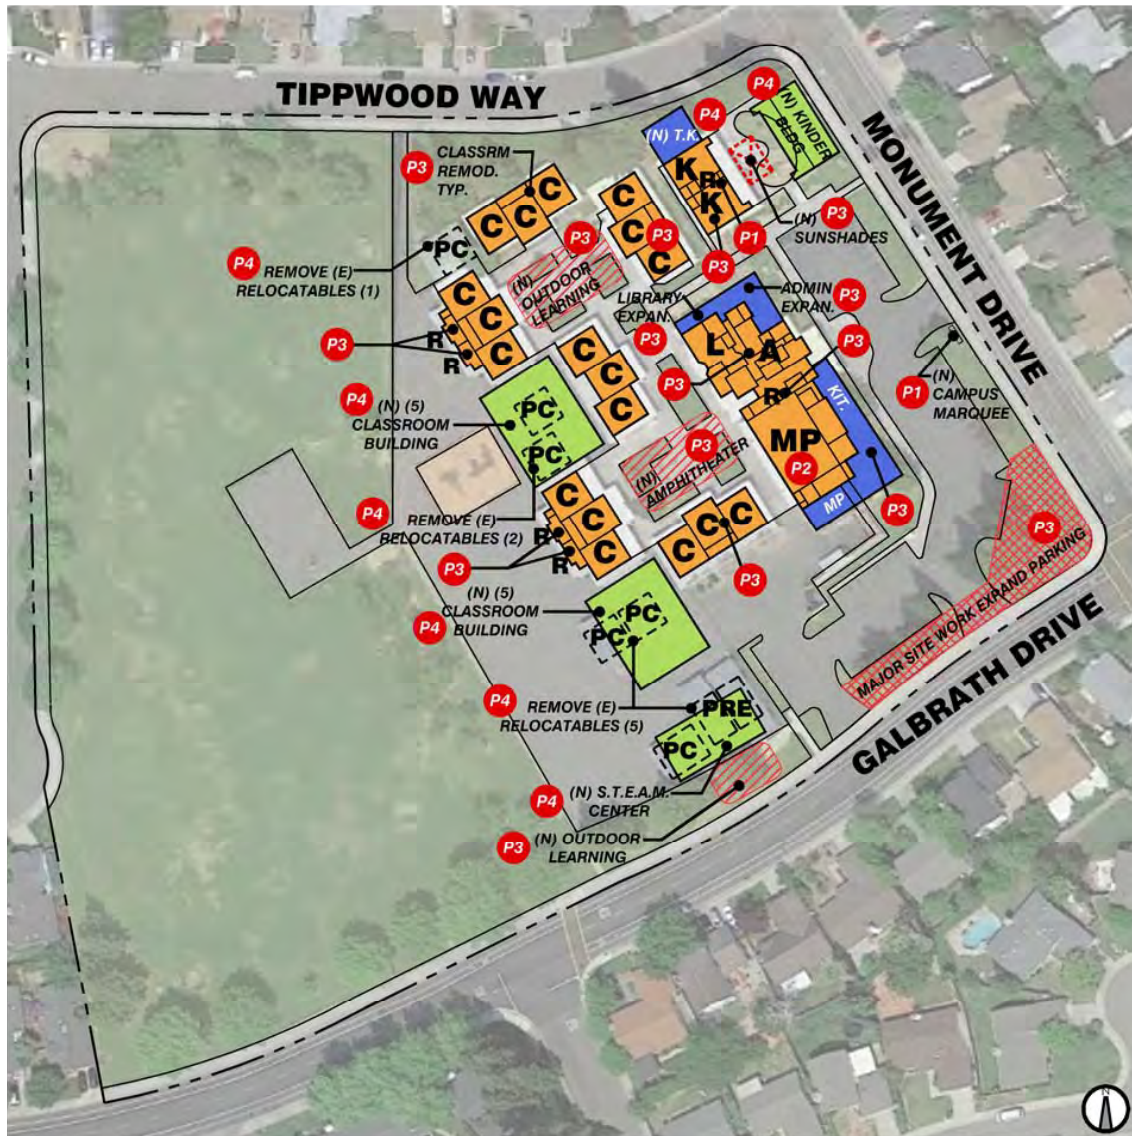 TIPPWOOD WAY
MONUMENT DRIVE
GALBRATH DRIVE
P4
(N) KINDER
BLDG
P4
(N) T.K.
P3
CLASSRM
REMOD.
TYP.
K
R
K
P3
(N)
SUNSHADES
P1
P3
C
C
C
C
C
C
C
P3
P3
C
PC
P4
REMOVE (E)
RELOCATABLES (1)
(N)
OUTDOOR
LEARNING
LIBRARY
EXPAN.
ADMIN
EXPAN.
P3
P3
P3
P3
C
C
C
R
R
P3
L
A
R
C
C
C
P1
(N)
CAMPUS
MARQUEE
P4
(N) (5)
CLASSROOM
BUILDING
PC
PC
KIT.
MP
P2
MP
P3
P3
(N)
AMPHITHEATER
P4
REMOVE (E)
RELOCATABLES (2)
C
C
C
R
R
P3
C
C
C
P3
P3
MAJOR SITE WORK EXPAND PARKING
P4
(N) (5)
CLASSROOM
BUILDING
PC
PC
P4
REMOVE (E)
RELOCATABLES (5)
PRE
PC
P4
(N) S.T.E.A.M.
CENTER
P3
(N) OUTDOOR
LEARNING
N